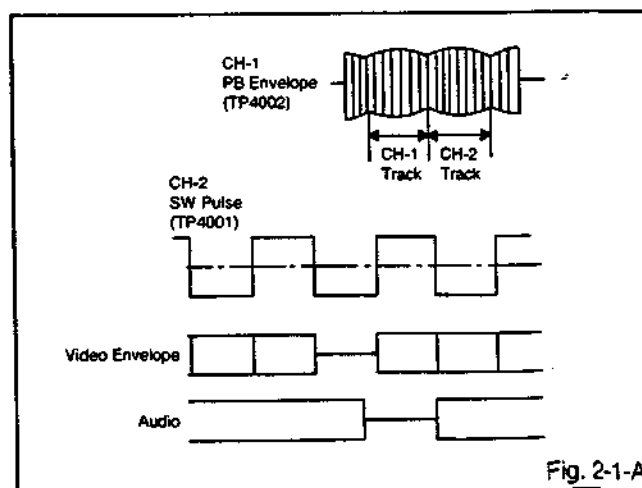 CH-1
PB Envelope
(TP4002)
CH-1
Track
CH-2
Track
CH-2
SW Pulse
(TP4001)
Video Envelope
Audio
Fig. 2-1-A